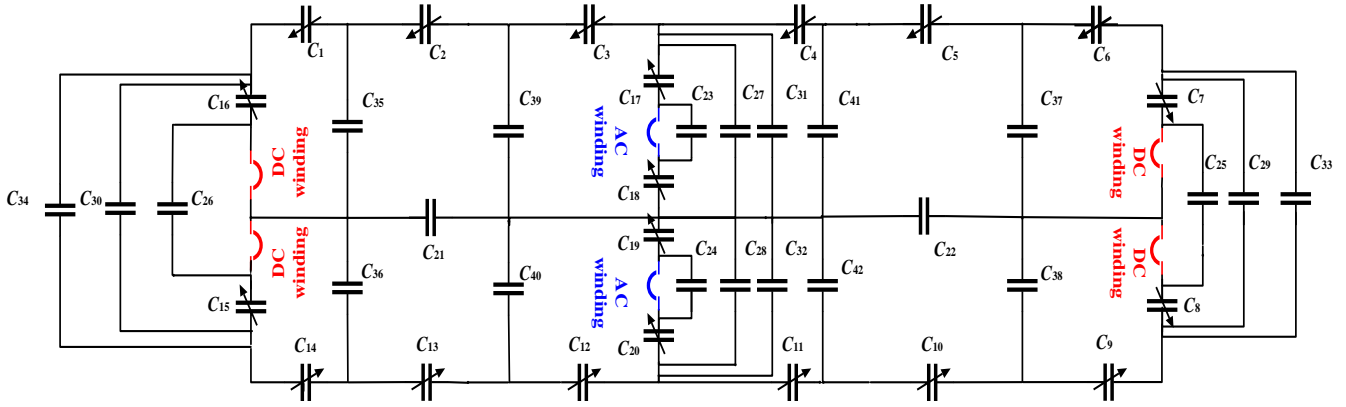 C1 C2 C3 C4 C5 C6
C16 C35 C39 C17 C23 C27 C31 C41 C37 C7
DC
winding
AC
winding
DC
winding
C34 C30 C26 C18 C25 C29 C33
C21 C19 C22
DC
winding
C36 C40 C24 C28 C32 C42 C38
AC
winding
DC
winding
C15 C20 C8
C14 C13 C12 C11 C10 C9